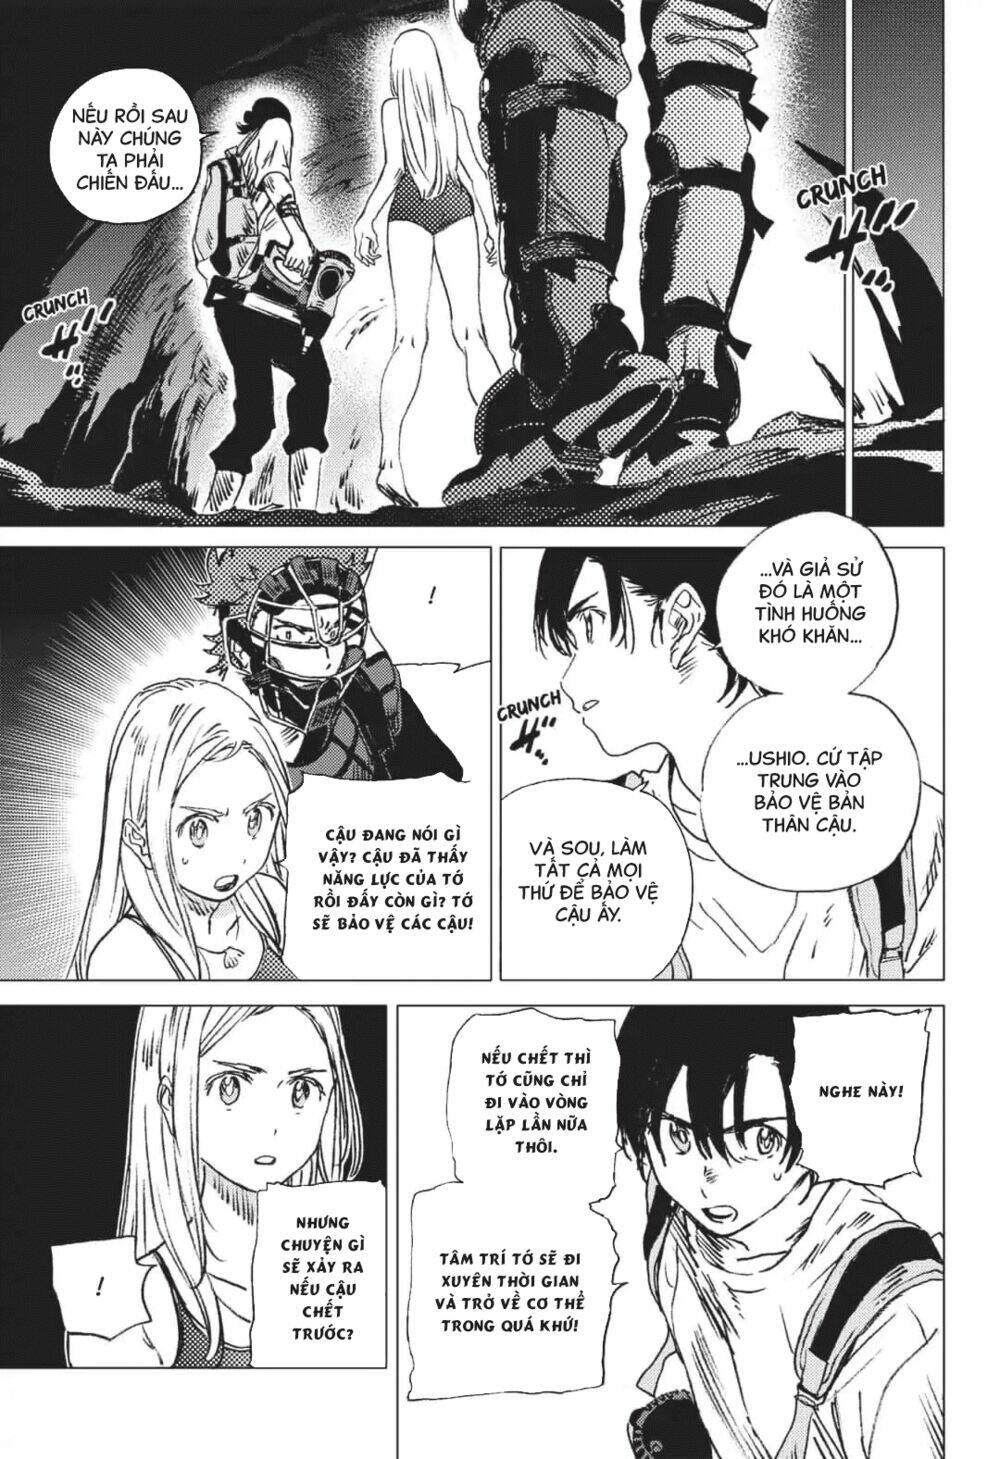 NẾU RỒI SAU
NÀY CHÚNG
TA PHẢI
CHIẾN ĐẤU...
CRUNCH
CRUNCH
...VÀ GIẢ SỬ
ĐÓ LÀ MỘT
TÌNH HUỐNG
KHÓ KHĂN...
...USHIO. CỨ TẬP
TRUNG VÀO
BẢO VỆ BẢN
THÂN CẬU.
CRUNCH
VÀ SOU, LÀM
TẤT CẢ MỌI
THỨ ĐỂ BẢO VỆ
CẬU ẤY.
!
CẬU ĐANG NÓI GÌ
VẬY? CẬU ĐÃ THẤY
NĂNG LỰC CỦA TỚ
RỒI ĐẤY CÒN GÌ? TỚ
SẼ BẢO VỆ CÁC CẬU!
NGHE NÀY!
NẾU CHẾT THÌ
TỚ CŨNG CHỈ
ĐI VÀO VÒNG
LẶP LẦN NỮA
THÔI.
TÂM TRÍ TỚ SẼ ĐI
XUYÊN THỜI GIAN
VÀ TRỞ VỀ CƠ THỂ
TRONG QUÁ KHỨ!
NHƯNG
CHUYỆN GÌ
SẼ XẢY RA
NẾU CẬU
CHẾT
TRƯỚC?
!